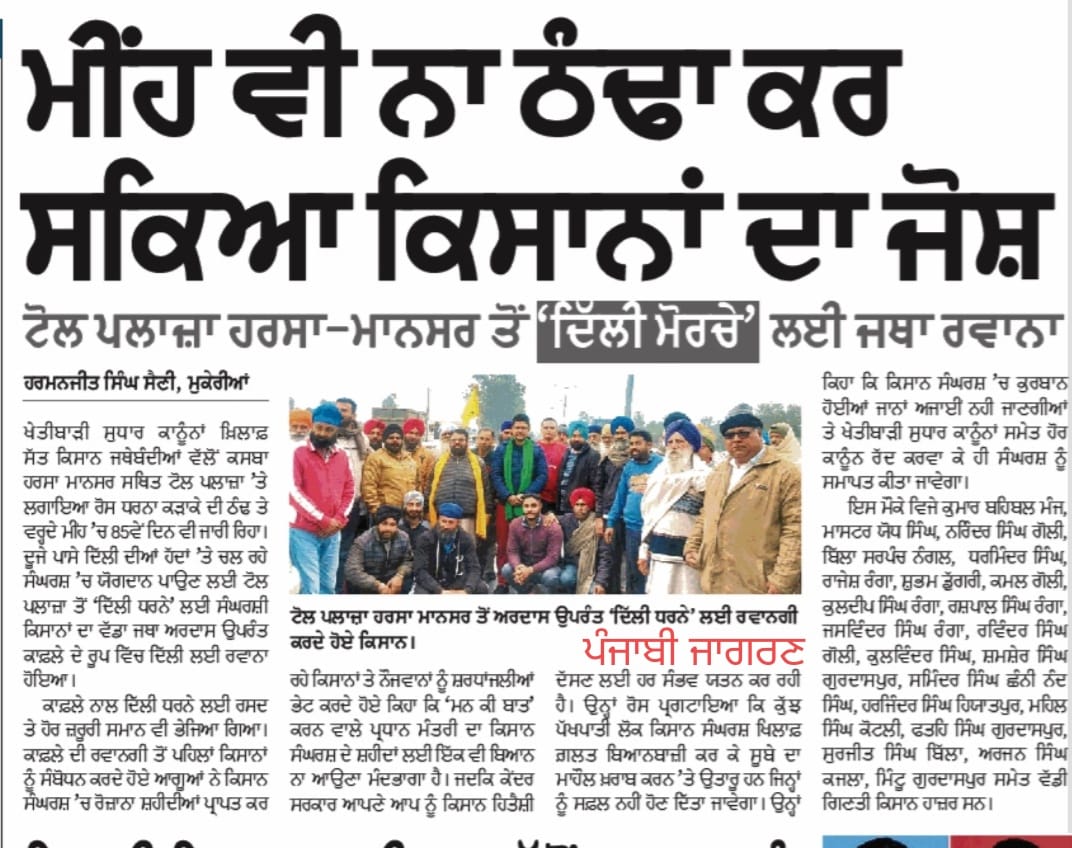 ਮੀਂਹ ਵੀ ਨਾ ਠੰਢਾ ਕਰ
ਸਕਿਆ ਕਿਸਾਨਾਂ ਦਾ ਜੋਸ਼
ਟੋਲ ਪਲਾਜ਼ਾ ਹਰਸਾ-ਮਾਨਸਰ ਤੋਂ ‘ਦਿੱਲੀ ਮੋਰਚੇ’ ਲਈ ਜਥਾ ਰਵਾਨਾ
ਹਰਮਨਜੀਤ ਸਿੰਘ ਸੈਣੀ, ਮੁਕੇਰੀਆਂ
ਖੇਤੀਬਾੜੀ ਸੁਧਾਰ ਕਾਨੂੰਨਾਂ ਖ਼ਿਲਾਫ਼
ਸੱਤ ਕਿਸਾਨ ਜਥੇਬੰਦੀਆਂ ਵੱਲੋਂ ਕਸਬਾ
ਹਰਸਾ ਮਾਨਸਰ ਸਥਿਤ ਟੋਲ ਪਲਾਜ਼ਾ ’ਤੇ
ਲਗਾਇਆ ਰੋਸ ਧਰਨਾ ਕੜਾਕੇ ਦੀ ਠੰਢ ਤੇ
ਵਰ੍ਹਦੇ ਮੀਂਹ ’ਚ 85ਵੇਂ ਦਿਨ ਵੀ ਜਾਰੀ ਰਿਹਾ।
ਦੂਜੇ ਪਾਸੇ ਦਿੱਲੀ ਦੀਆਂ ਹੱਦਾਂ ’ਤੇ ਚਲ ਰਹੇ
ਸੰਘਰਸ਼ ’ਚ ਯੋਗਦਾਨ ਪਾਉਣ ਲਈ ਟੋਲ
ਪਲਾਜ਼ਾ ਤੋਂ ‘ਦਿੱਲੀ ਧਰਨੇ’ ਲਈ ਸੰਘਰਸ਼ੀ
ਕਿਸਾਨਾਂ ਦਾ ਵੱਡਾ ਜਥਾ ਅਰਦਾਸ ਉਪਰੰਤ
ਕਾਫ਼ਲੇ ਦੇ ਰੂਪ ਵਿੱਚ ਦਿੱਲੀ ਲਈ ਰਵਾਨਾ
ਹੋਇਆ।
ਕਾਫ਼ਲੇ ਨਾਲ ਦਿੱਲੀ ਧਰਨੇ ਲਈ ਰਸਦ
ਤੇ ਹੋਰ ਜ਼ਰੂਰੀ ਸਮਾਨ ਵੀ ਭੇਜਿਆ ਗਿਆ।
ਕਾਫ਼ਲੇ ਦੀ ਰਵਾਨਗੀ ਤੋਂ ਪਹਿਲਾਂ ਕਿਸਾਨਾਂ
ਨੂੰ ਸੰਬੋਧਨ ਕਰਦੇ ਹੋਏ ਆਗੂਆਂ ਨੇ ਕਿਸਾਨ
ਸੰਘਰਸ਼ ’ਚ ਰੋਜ਼ਾਨਾ ਸ਼ਹੀਦੀਆਂ ਪ੍ਰਾਪਤ ਕਰ
ਟੋਲ ਪਲਾਜ਼ਾ ਹਰਸਾ ਮਾਨਸਰ ਤੋਂ ਅਰਦਾਸ ਉਪਰੰਤ ‘ਦਿੱਲੀ ਧਰਨੇ’ ਲਈ ਰਵਾਨਗੀ
ਕਰਦੇ ਹੋਏ ਕਿਸਾਨ।
ਪੰਜਾਬੀ ਜਾਗਰਣ
ਰਹੇ ਕਿਸਾਨਾਂ ਤੇ ਨੌਜਵਾਨਾਂ ਨੂੰ ਸ਼ਰਧਾਂਜਲੀਆਂ
ਭੇਟ ਕਰਦੇ ਹੋਏ ਕਿਹਾ ਕਿ ‘ਮਨ ਕੀ ਬਾਤ’
ਕਰਨ ਵਾਲੇ ਪ੍ਰਧਾਨ ਮੰਤਰੀ ਦਾ ਕਿਸਾਨ
ਸੰਘਰਸ਼ ਦੇ ਸ਼ਹੀਦਾਂ ਲਈ ਇੱਕ ਵੀ ਬਿਆਨ
ਨਾ ਆਉਣਾ ਮੰਦਭਾਗਾ ਹੈ। ਜਦਕਿ ਕੇਂਦਰ
ਸਰਕਾਰ ਆਪਣੇ ਆਪ ਨੂੰ ਕਿਸਾਨ ਹਿਤੈਸ਼ੀ
ਦੱਸਣ ਲਈ ਹਰ ਸੰਭਵ ਯਤਨ ਕਰ ਰਹੀ
ਹੈ। ਉਨ੍ਹਾਂ ਰੋਸ ਪ੍ਰਗਟਾਇਆ ਕਿ ਕੁੱਝ
ਪੱਖਪਾਤੀ ਲੋਕ ਕਿਸਾਨ ਸੰਘਰਸ਼ ਖਿਲਾਫ਼
ਗ਼ਲਤ ਬਿਆਨਬਾਜ਼ੀ ਕਰ ਕੇ ਸੂਬੇ ਦਾ
ਮਾਹੌਲ ਖ਼ਰਾਬ ਕਰਨ ’ਤੇ ਉਤਾਰੂ ਹਨ ਜਿਨ੍ਹਾਂ
ਨੂੰ ਸਫ਼ਲ ਨਹੀਂ ਹੋਣ ਦਿੱਤਾ ਜਾਵੇਗਾ। ਉਨ੍ਹਾਂ
ਕਿਹਾ ਕਿ ਕਿਸਾਨ ਸੰਘਰਸ਼ ’ਚ ਕੁਰਬਾਨ
ਹੋਈਆਂ ਜਾਨਾਂ ਅਜਾਈਂ ਨਹੀ ਜਾਣਗੀਆਂ
ਤੇ ਖੇਤੀਬਾੜੀ ਸੁਧਾਰ ਕਾਨੂੰਨਾਂ ਸਮੇਤ ਹੋਰ
ਕਾਨੂੰਨ ਰੱਦ ਕਰਵਾ ਕੇ ਹੀ ਸੰਘਰਸ਼ ਨੂੰ
ਸਮਾਪਤ ਕੀਤਾ ਜਾਵੇਗਾ।
ਇਸ ਮੌਕੇ ਵਿਜੇ ਕੁਮਾਰ ਬਹਿਬਲ ਮੰਜ,
ਮਾਸਟਰ ਯੋਧ ਸਿੰਘ, ਨਰਿੰਦਰ ਸਿੰਘ ਗੋਲੀ,
ਬਿੱਲਾ ਸਰਪੰਚ ਨੰਗਲ, ਧਰਮਿੰਦਰ ਸਿੰਘ,
ਰਾਜੇਸ਼ ਰੰਗਾ, ਸ਼ੁਭਮ ਡੁੱਗਰੀ, ਕਮਲ ਗੋਲੀ,
ਕੁਲਦੀਪ ਸਿੰਘ ਰੰਗਾ, ਰਸ਼ਪਾਲ ਸਿੰਘ ਰੰਗਾ,
ਜਸਵਿੰਦਰ ਸਿੰਘ ਰੰਗਾ, ਰਵਿੰਦਰ ਸਿੰਘ
ਗੋਲੀ, ਕੁਲਵਿੰਦਰ ਸਿੰਘ, ਸ਼ਮਸ਼ੇਰ ਸਿੰਘ
ਗੁਰਦਾਸਪੁਰ, ਸਮਿੰਦਰ ਸਿੰਘ ਛੰਨੀ ਨੰਦ
ਸਿੰਘ, ਹਰਜਿੰਦਰ ਸਿੰਘ ਹਿਯਾਤਪੁਰ, ਮਹਿਲ
ਸਿੰਘ ਕੋਟਲੀ, ਫਤਹਿ ਸਿੰਘ ਗੁਰਦਾਸਪੁਰ,
ਸੁਰਜੀਤ ਸਿੰਘ ਬਿੱਲਾ, ਅਰਜਨ ਸਿੰਘ
ਕਜਲਾ, ਮਿੰਟੂ ਗੁਰਦਾਸਪੁਰ ਸਮੇਤ ਵੱਡੀ
ਗਿਣਤੀ ਕਿਸਾਨ ਹਾਜ਼ਰ ਸਨ।